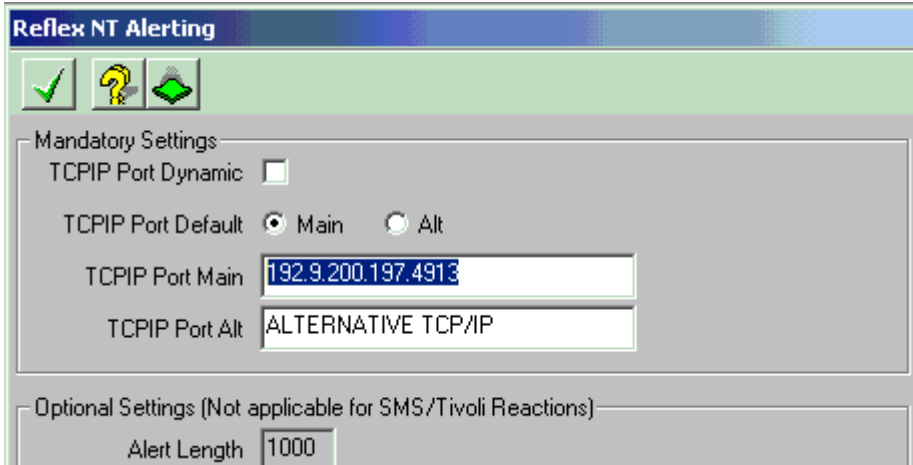 Reflex NT Alerting
Mandatory Settings
TCPIP Port Dynamic
TCPIP Port Default Main Alt
TCPIP Port Main 192.9.200.197.4913
TCPIP Port Alt ALTERNATIVE TCP/IP
Optional Settings (Not applicable for SMS/Tivoli Reactions)
Alert Length 1000